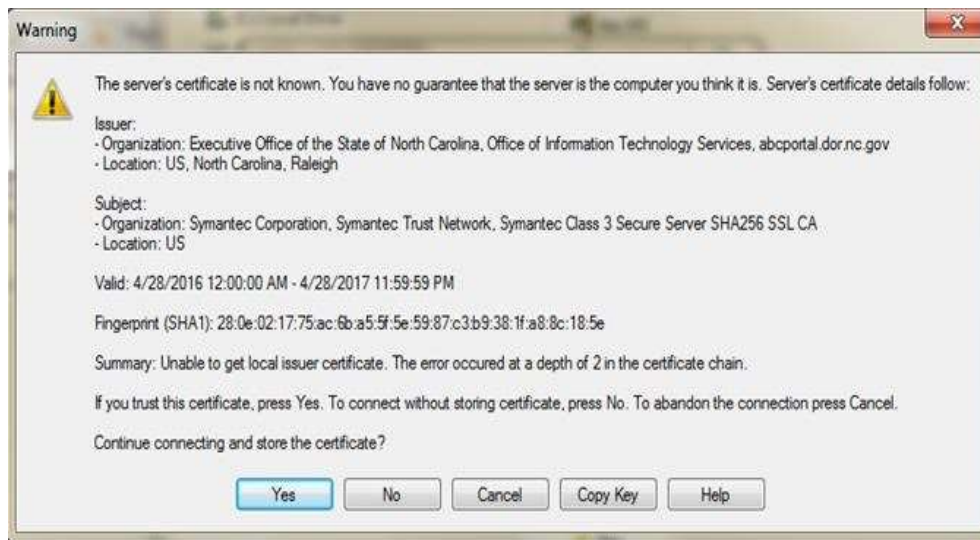 Warning
The server's certificate is not known. You have no guarantee that the server is the computer you think it is. Server's certificate details follow:
Issuer:
- Organization: Executive Office of the State of North Carolina, Office of Information Technology Services, abcportal.dor.nc.gov
- Location: US, North Carolina, Raleigh
Subject:
- Organization: Symantec Corporation, Symantec Trust Network, Symantec Class 3 Secure Server SHA256 SSL CA
- Location: US
Valid: 4/28/2016 12:00:00 AM - 4/28/2017 11:59:59 PM
Fingerprint (SHA1): 28:0e:02:17:75:ac:6b:a5:5f:5e:59:87:c3:b9:38:1f:a8:8c:18:5e
Summary: Unable to get local issuer certificate. The error occured at a depth of 2 in the certificate chain.
If you trust this certificate, press Yes. To connect without storing certificate, press No. To abandon the connection press Cancel.
Continue connecting and store the certificate?
Yes No Cancel Copy Key Help